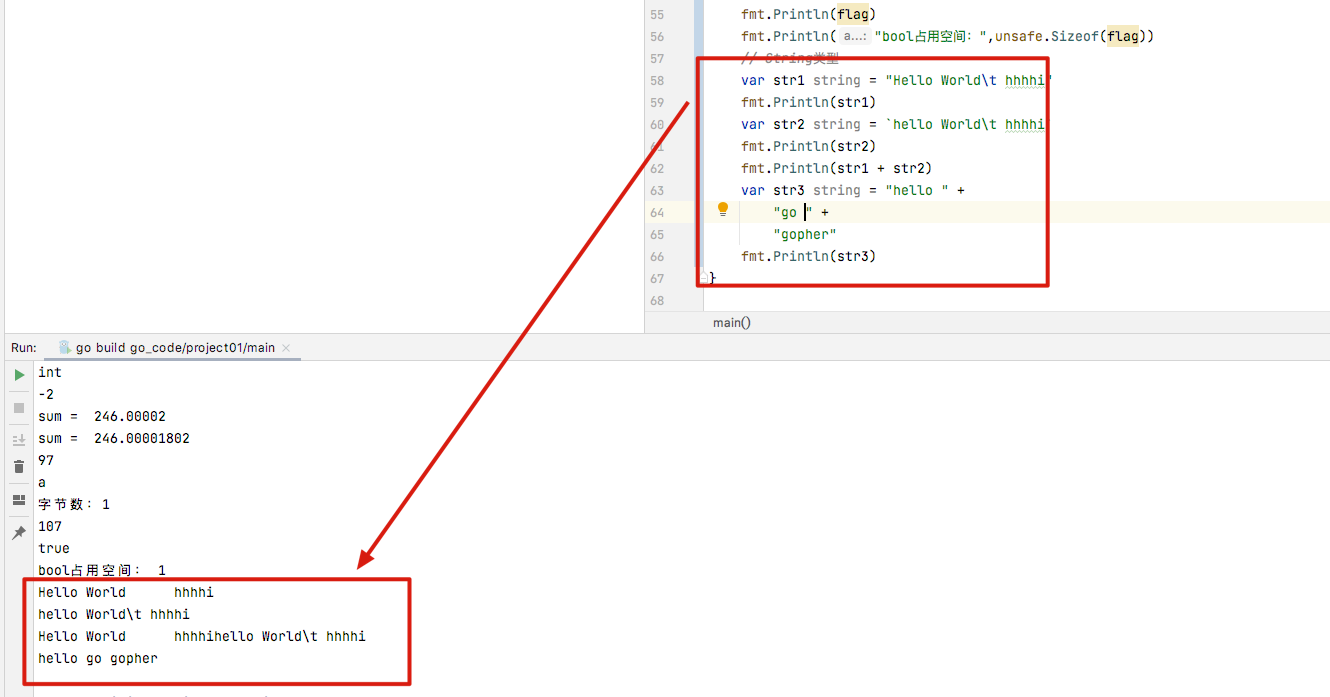 55 fmt.Println(flag)
56 fmt.Println( a...: "bool占用空间：",unsafe.Sizeof(flag))
57 // String类型
58 var str1 string = "Hello World\t hhhhi"
59 fmt.Println(str1)
60 var str2 string = `hello World\t hhhhi
61 fmt.Println(str2)
62 fmt.Println(str1 + str2)
63 var str3 string = "hello " +
64 "go " +
65 "gopher"
66 fmt.Println(str3)
67 }
68
main()
Run: go build go_code/project01/main
int
-2
sum =  246.00002
sum =  246.00001802
97
a
字节数：1
107
true
bool占用空间： 1
Hello World      hhhhi
hello World\t hhhhi
Hello World      hhhhihello World\t hhhhi
hello go gopher